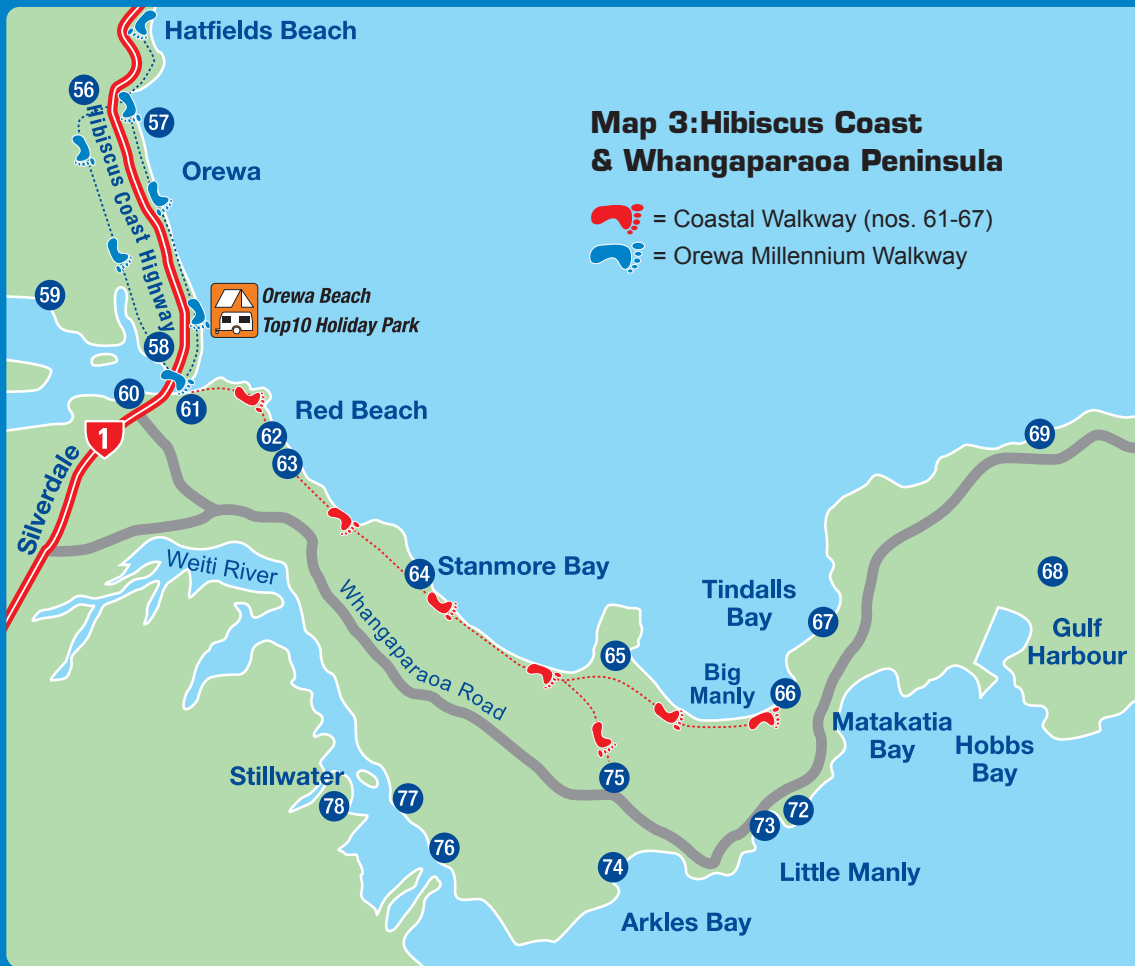 Hatfields Beach
56
57
Hibiscus Coast Highway
Orewa
Map 3:Hibiscus Coast
& Whangaparaoa Peninsula
= Coastal Walkway (nos. 61-67)
= Orewa Millennium Walkway
59
Orewa Beach
Top10 Holiday Park
58
60
61
Red Beach
1
62
63
69
Silverdale
Weiti River
64
Stanmore Bay
68
Tindalls
Bay
67
Gulf
Harbour
Whangaparaoa Road
65
Big
Manly
66
Matakatia
Bay
Hobbs
Bay
Stillwater
78
77
75
72
73
76
74
Little Manly
Arkles Bay